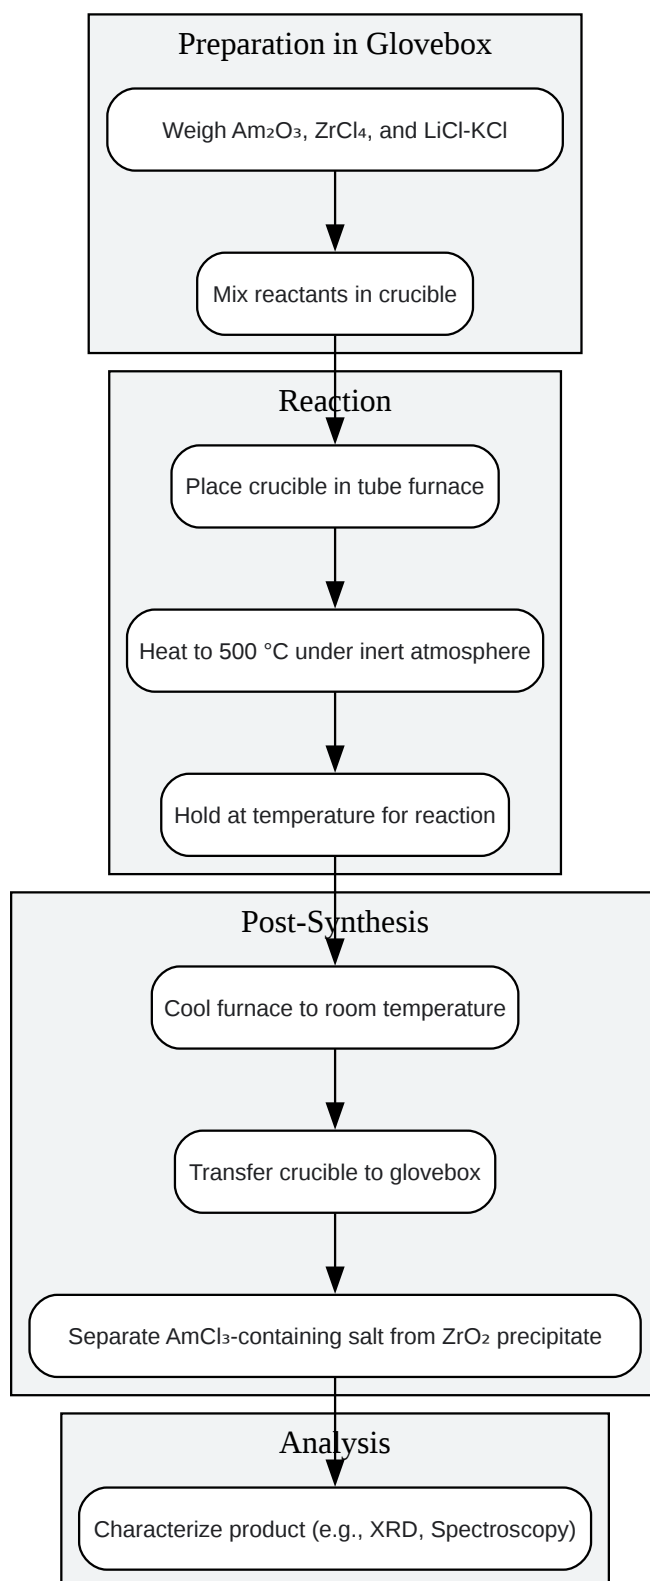 Preparation in Glovebox
Weigh Am₂O₃, ZrCl₄, and LiCl-KCl
Mix reactants in crucible
Reaction
Place crucible in tube furnace
Heat to 500 °C under inert atmosphere
Hold at temperature for reaction
Post-Synthesis
Cool furnace to room temperature
Transfer crucible to glovebox
Separate AmCl₃-containing salt from ZrO₂ precipitate
Analysis
Characterize product (e.g., XRD, Spectroscopy)